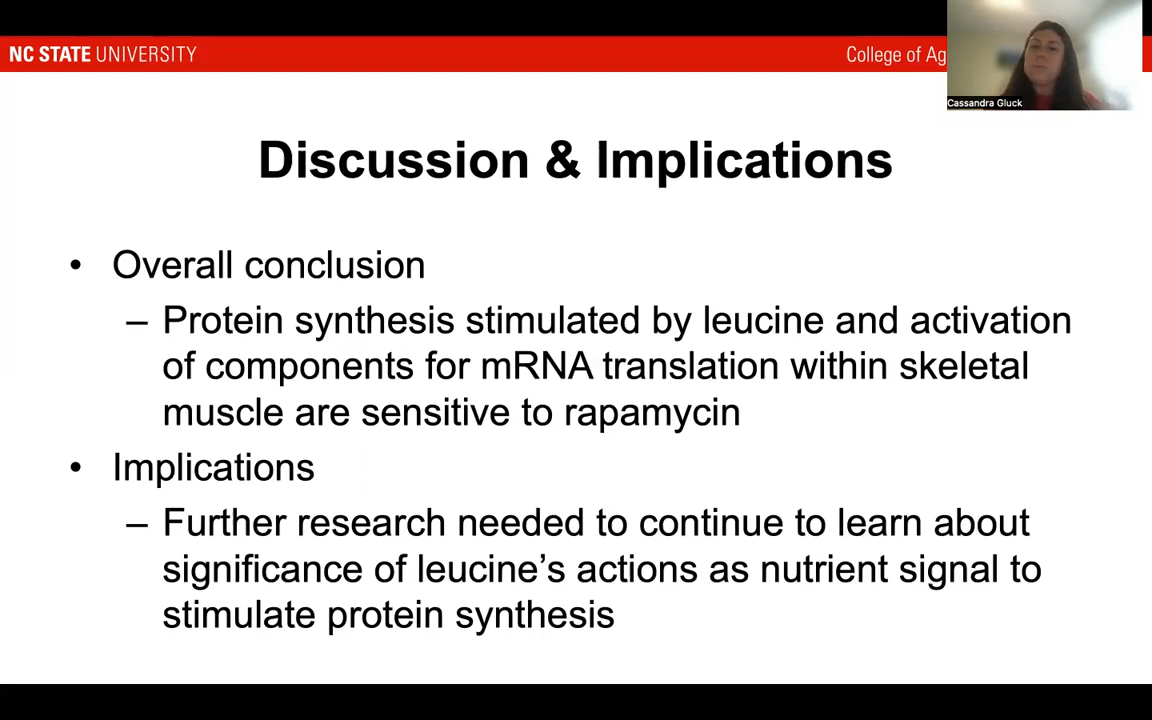 NC STATE UNIVERSITY
College of Ag
Cassandra Gluck
Discussion & Implications
• Overall conclusion
– Protein synthesis stimulated by leucine and activation
of components for mRNA translation within skeletal
muscle are sensitive to rapamycin
• Implications
– Further research needed to continue to learn about
significance of leucine’s actions as nutrient signal to
stimulate protein synthesis